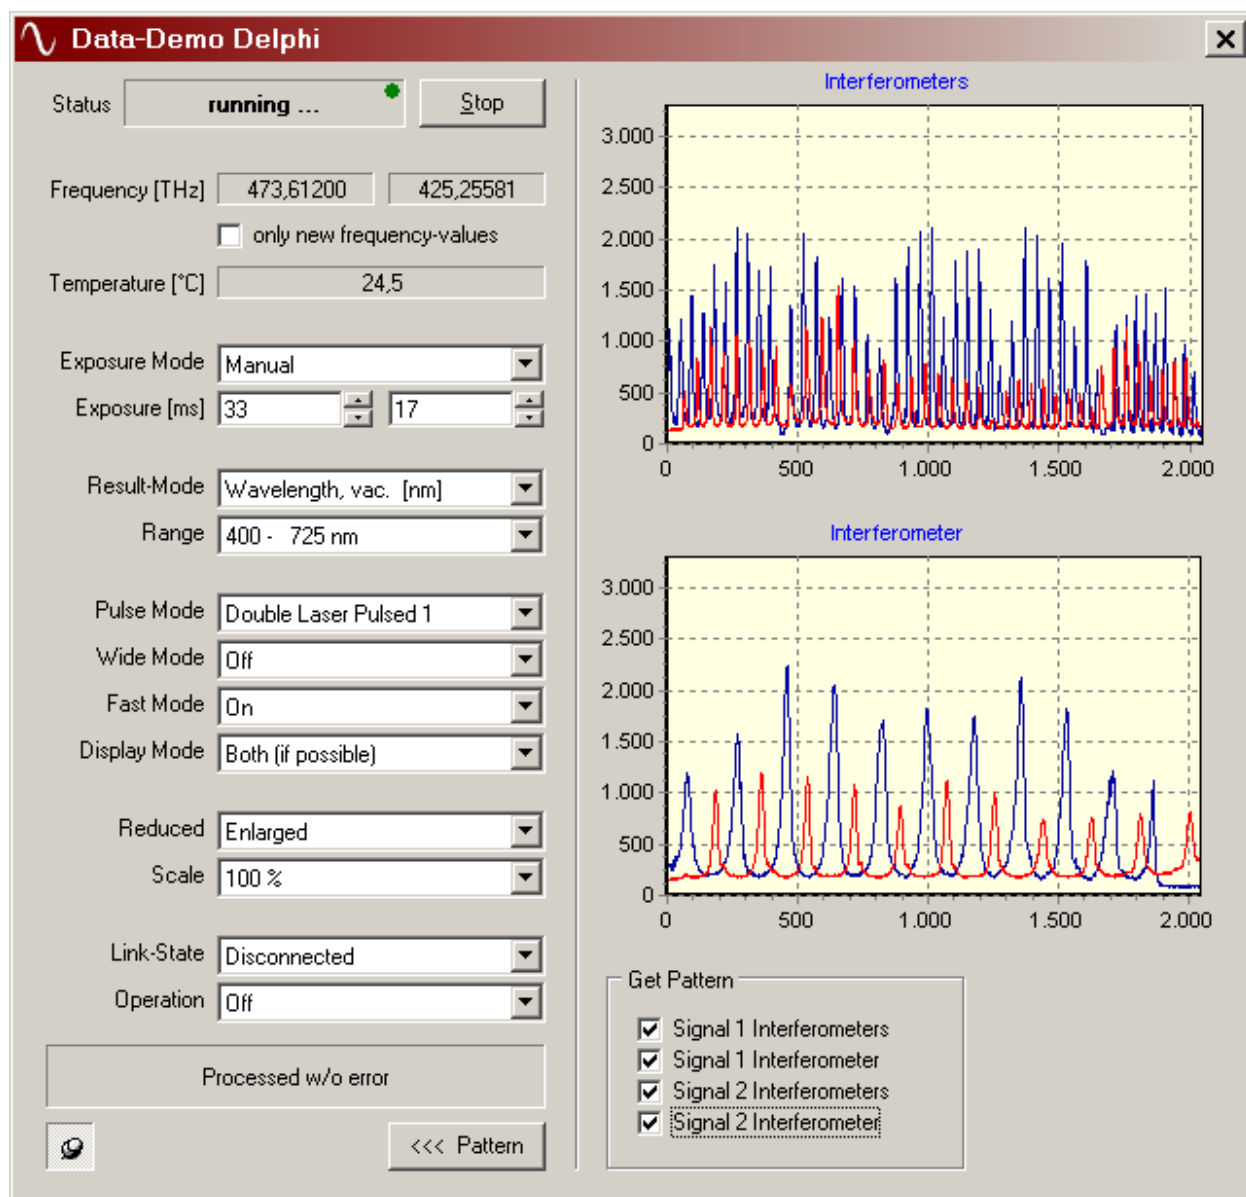 Data-Demo Delphi
Status running ... Stop
Frequency [THz] 473,61200 425,25581
only new frequency-values
Temperature [°C] 24,5
Exposure Mode Manual
Exposure [ms] 33 17
Result-Mode Wavelength, vac. [nm]
Range 400 - 725 nm
Pulse Mode Double Laser Pulsed 1
Wide Mode Off
Fast Mode On
Display Mode Both (if possible)
Reduced Enlarged
Scale 100 %
Link-State Disconnected
Operation Off
Processed w/o error
<<< Pattern
Interferometers
3.000
2.500
2.000
1.500
1.000
500
0
0 500 1.000 1.500 2.000
Interferometer
3.000
2.500
2.000
1.500
1.000
500
0
0 500 1.000 1.500 2.000
Get Pattern
Signal 1 Interferometers
Signal 1 Interferometer
Signal 2 Interferometers
Signal 2 Interferometer